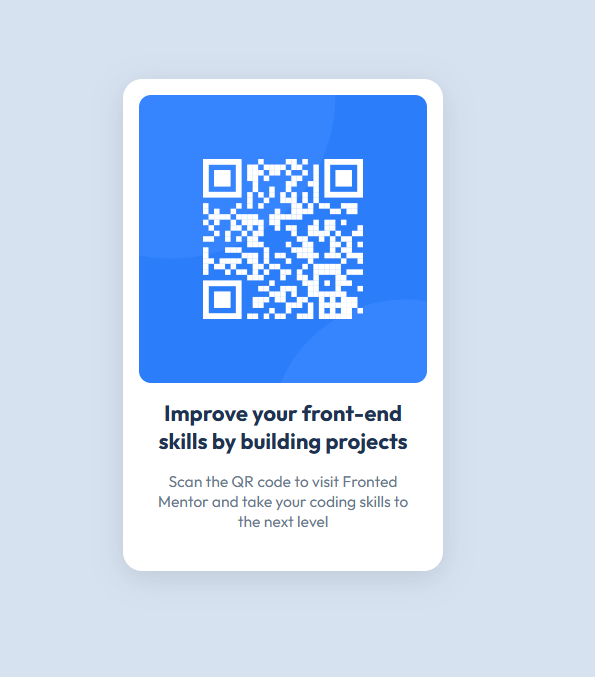 Improve your front-end
skills by building projects
Scan the QR code to visit Fronted
Mentor and take your coding skills to
the next level